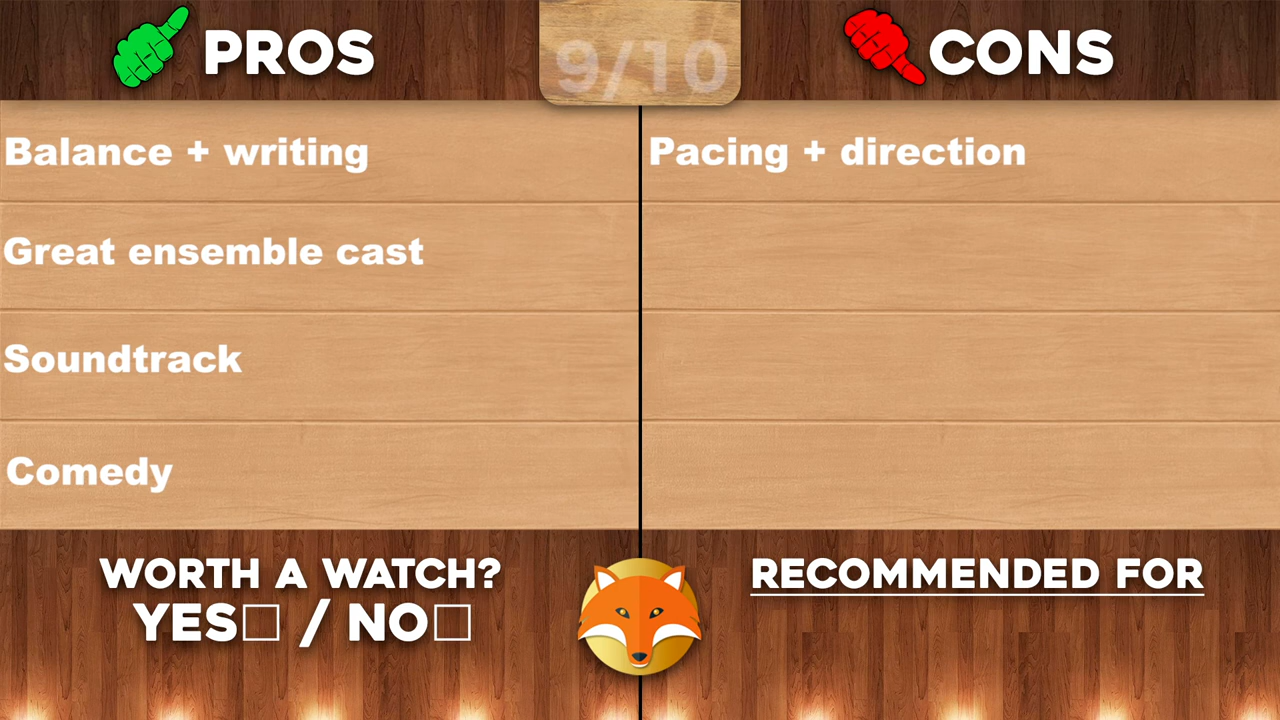 PROS
9/10
CONS
Balance + writing
Pacing + direction
Great ensemble cast
Soundtrack
Comedy
WORTH A WATCH?
YES☐ / NO☐
RECOMMENDED FOR